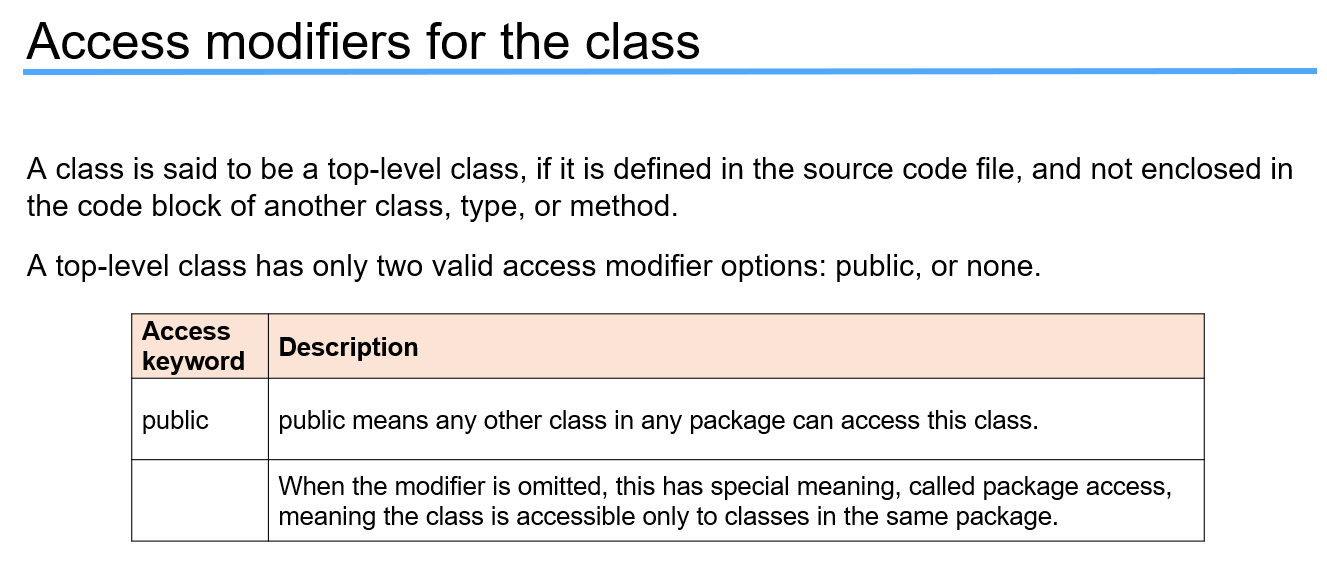 Access modifiers for the class
A class is said to be a top-level class, if it is defined in the source code file, and not enclosed in
the code block of another class, type, or method.
A top-level class has only two valid access modifier options: public, or none.
Access
keyword
Description
public
public means any other class in any package can access this class.
When the modifier is omitted, this has special meaning, called package access,
meaning the class is accessible only to classes in the same package.